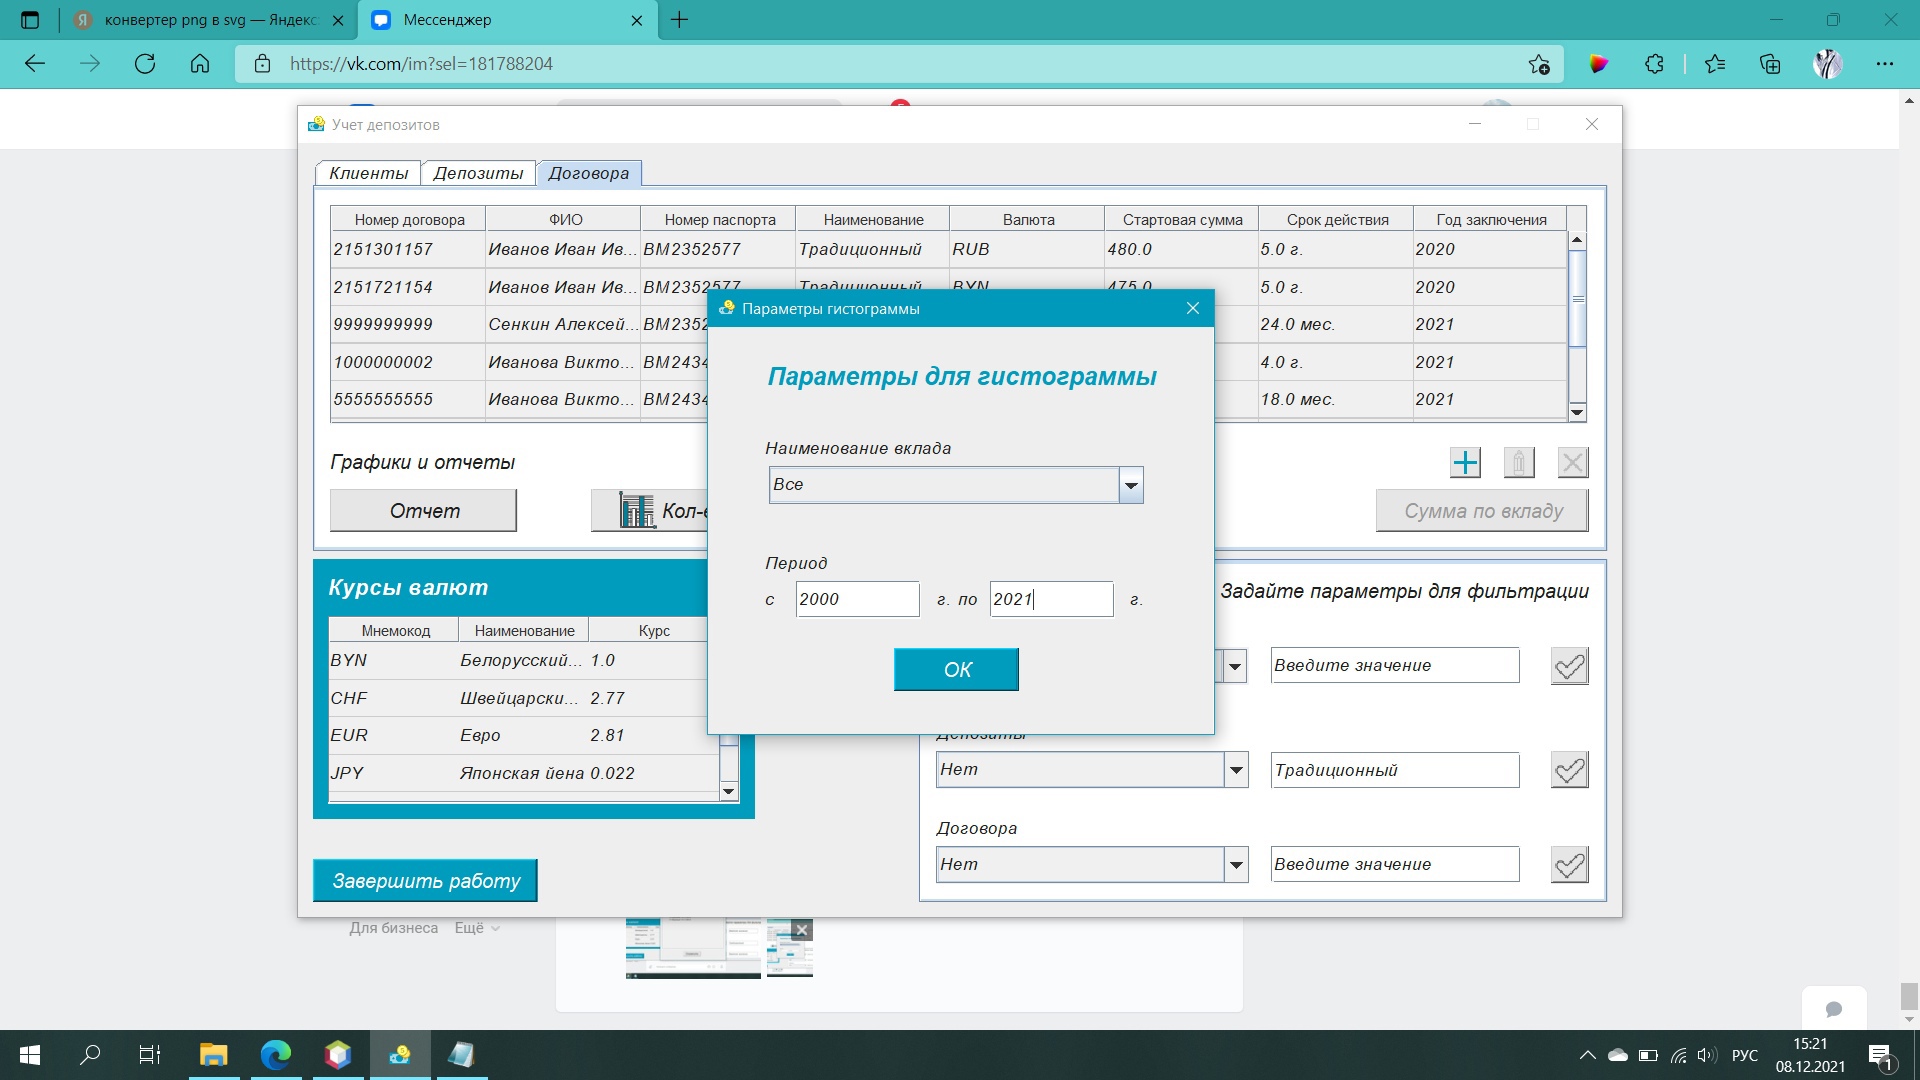 конвертер png в svg — Яндекс
Мессенджер
https://vk.com/im?sel=181788204
Учет депозитов
Клиенты Депозиты Договора
Номер договора ФИО Номер паспорта Наименование Валюта Стартовая сумма Срок действия Год заключения
2151301157 Иванов Иван Ив... BM2352577 Традиционный RUB 480.0 5.0 г. 2020
2151721154 Иванов Иван Ив... BM2352577 Традиционный BYN 475.0 5.0 г. 2020
9999999999 Сенкин Алексей... BM2352 24.0 мес. 2021
1000000002 Иванова Викто... BM2434 4.0 г. 2021
5555555555 Иванова Викто... BM2434 18.0 мес. 2021
Параметры гистограммы
Параметры для гистограммы
Наименование вклада
Все
Период
с 2000 г. по 2021 г.
ОК
Графики и отчеты
Отчет Кол-в Сумма по вкладу
Курсы валют
Мнемокод Наименование Курс
BYN Белорусский... 1.0
CHF Швейцарски... 2.77
EUR Евро 2.81
JPY Японская йена 0.022
Задайте параметры для фильтрации
Введите значение
Депозиты
Нет Традиционный
Договора
Нет Введите значение
Завершить работу
Для бизнеса Ещё
РУС
15:21
08.12.2021
1